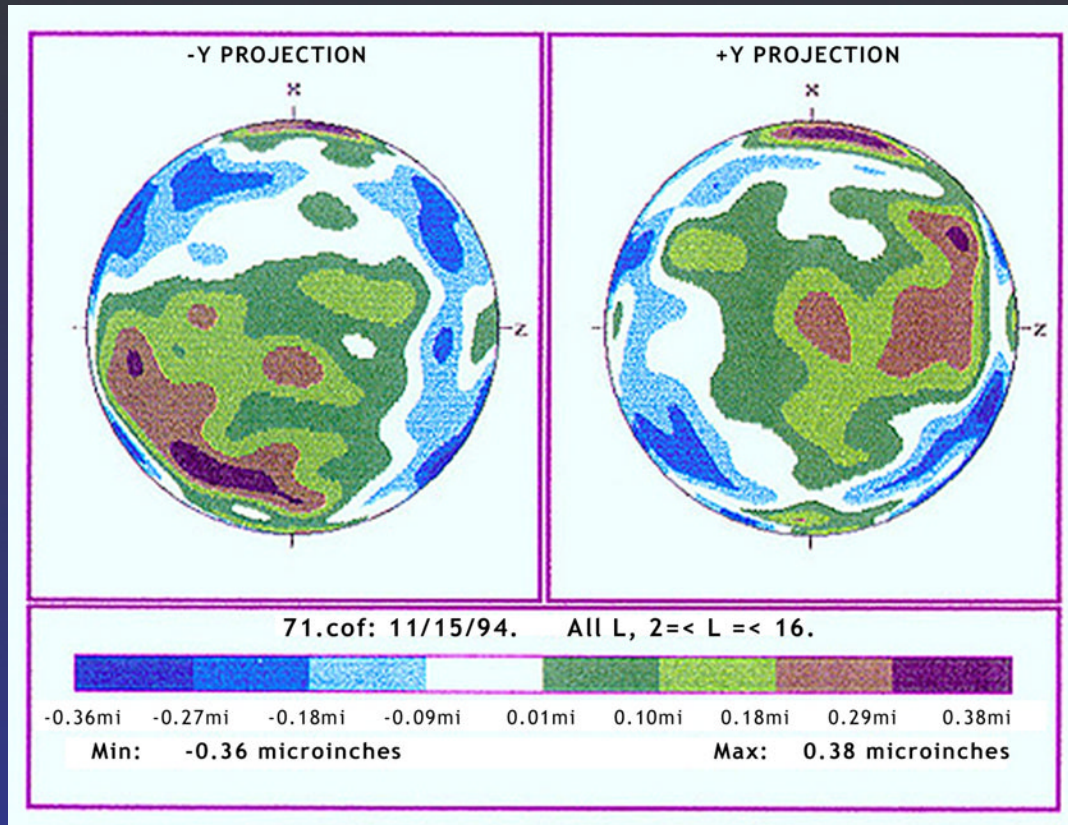 -Y PROJECTION
+Y PROJECTION
X
X
Z
Z
71.cof: 11/15/94. All L, 2=< L =< 16.
-0.36mi -0.27mi -0.18mi -0.09mi 0.01mi 0.10mi 0.18mi 0.29mi 0.38mi
Min: -0.36 microinches Max: 0.38 microinches